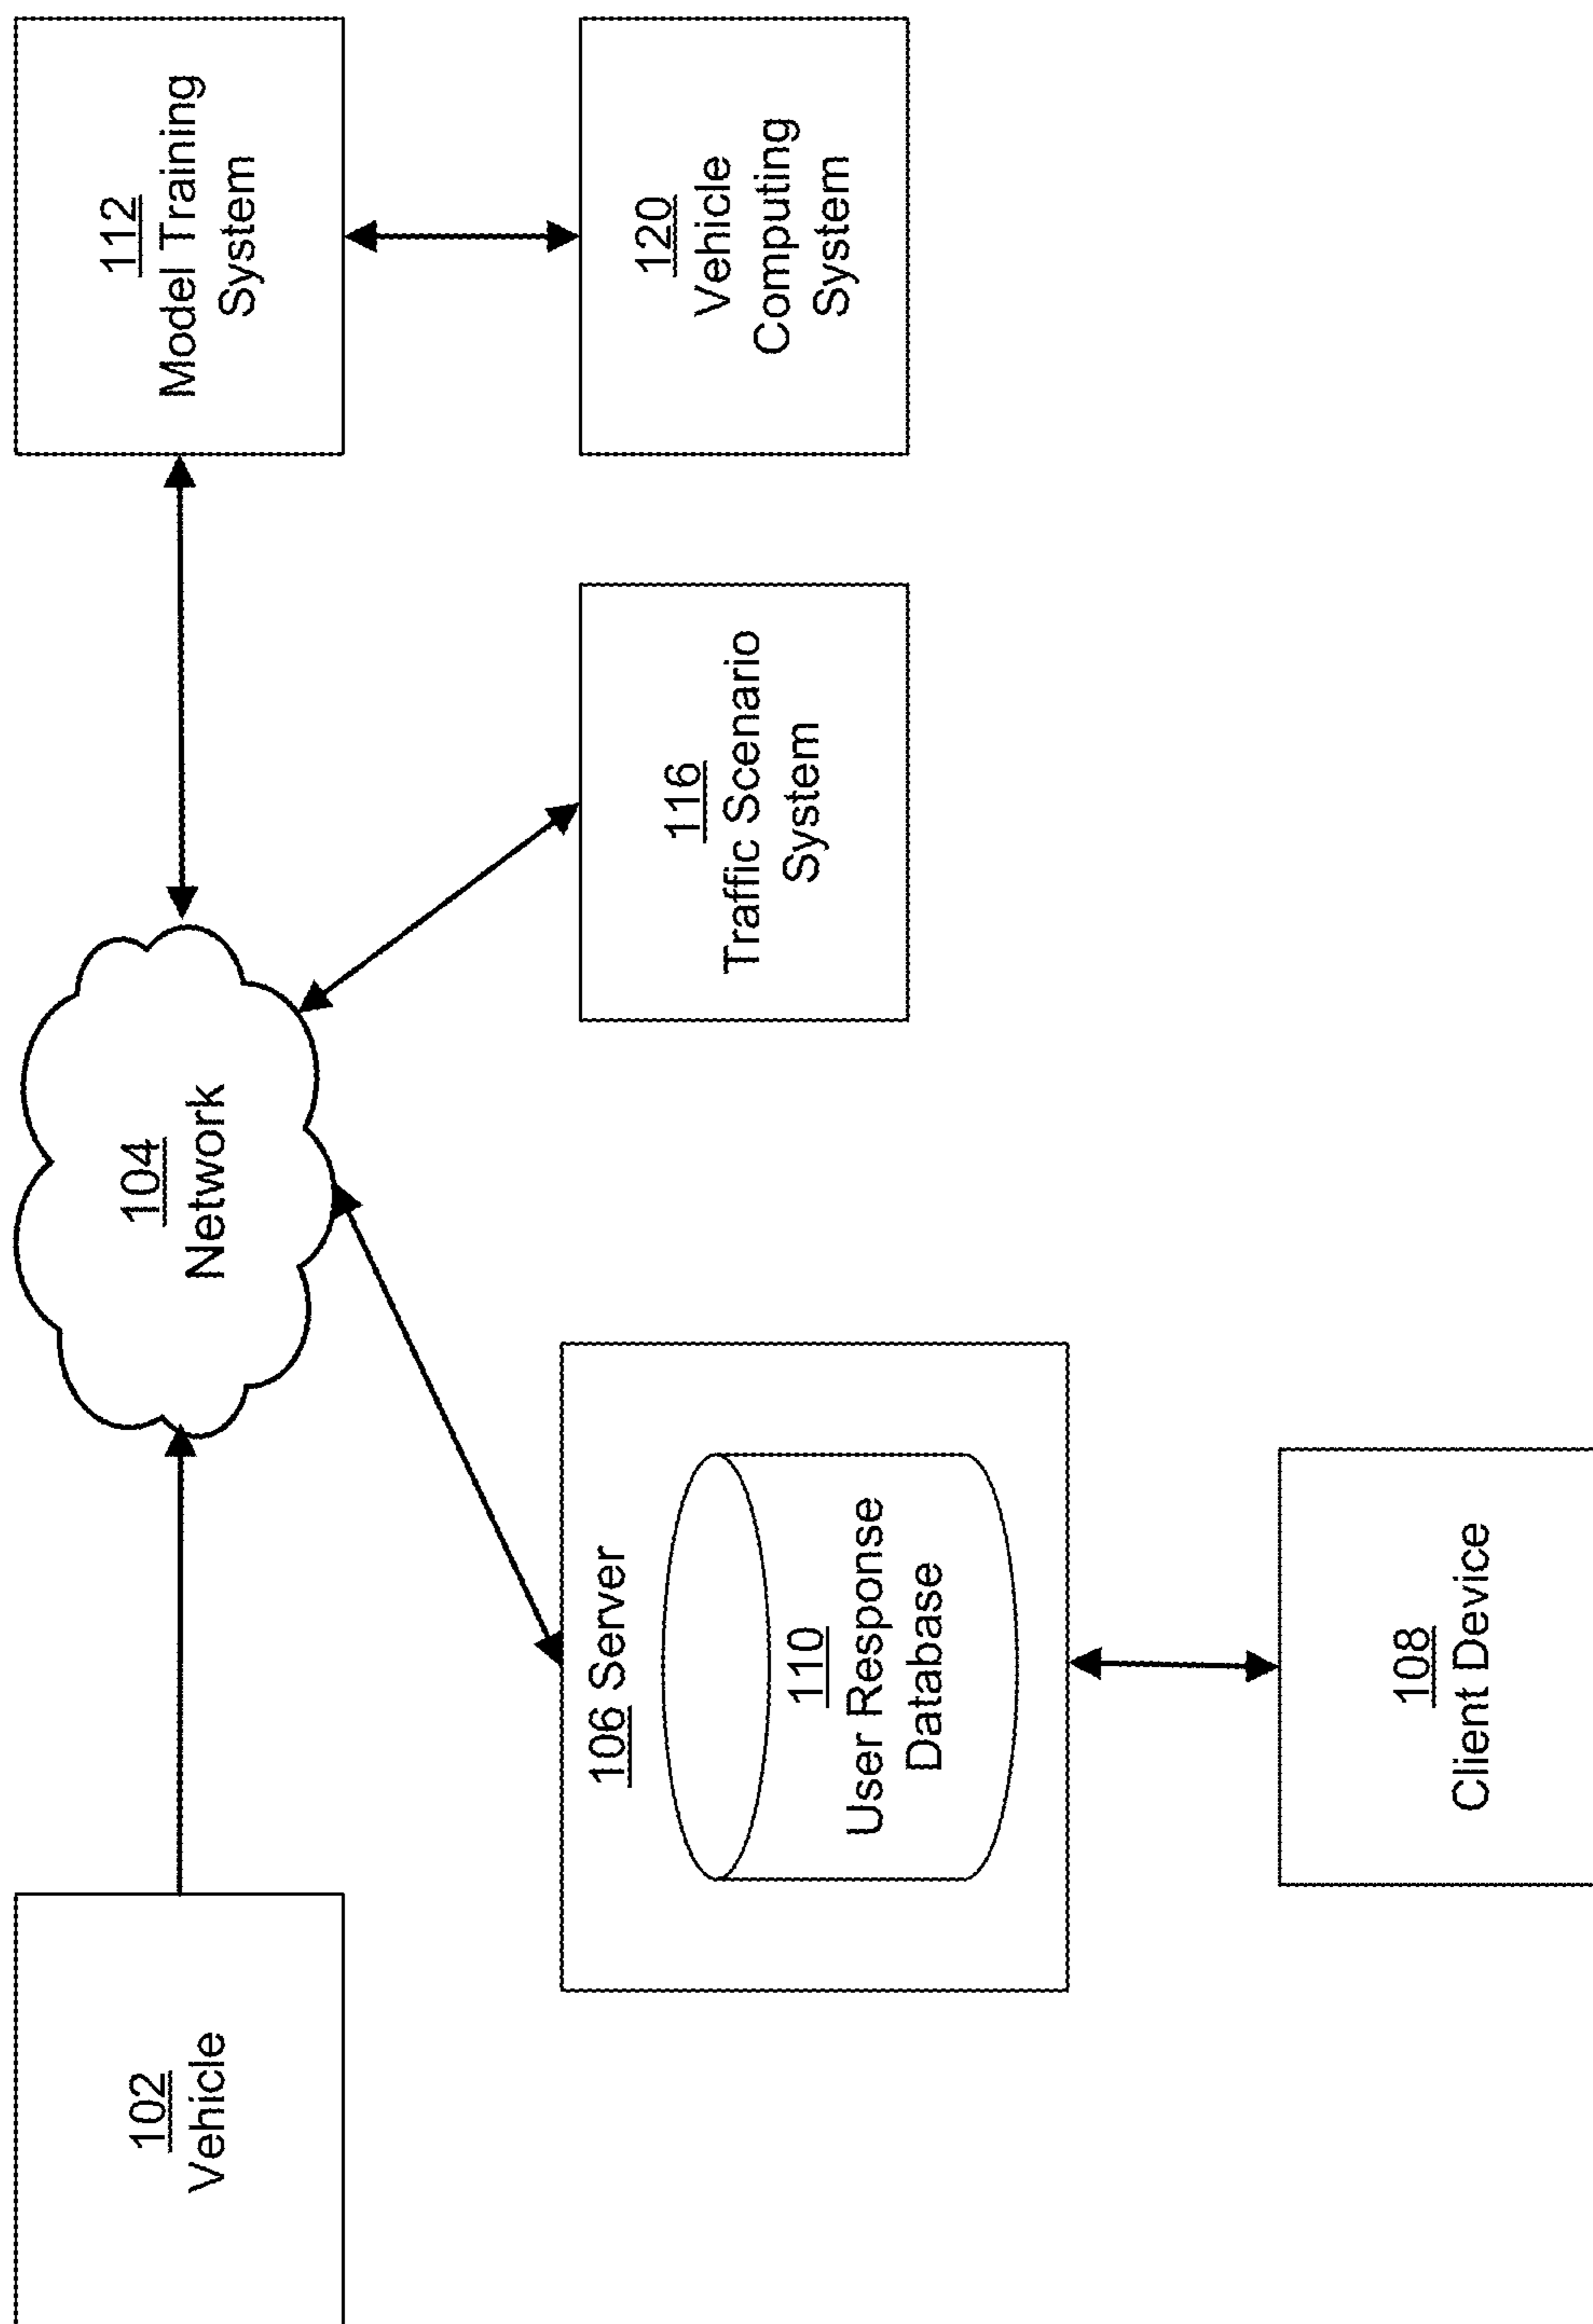 102
Vehicle
104
Network
112
Model Training
System
106 Server
110
User Response
Database
116
Traffic Scenario
System
120
Vehicle
Computing
System
108
Client Device